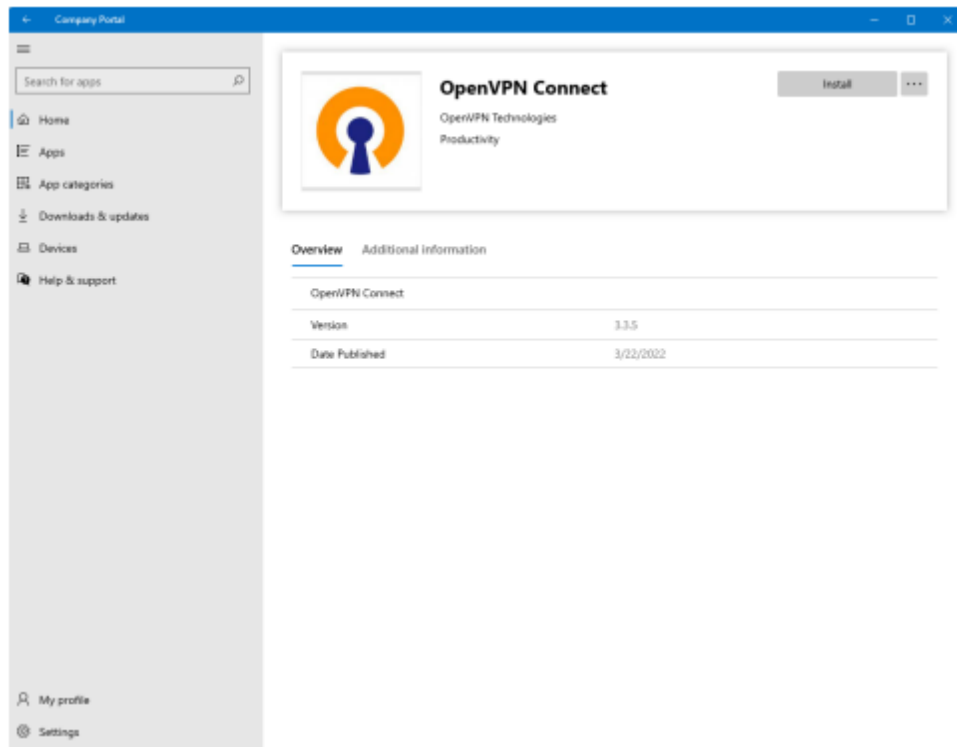 Company Portal
Search for apps
Home
Apps
App categories
Downloads & updates
Devices
Help & support
My profile
Settings
OpenVPN Connect
OpenVPN Technologies
Productivity
Install
Overview Additional information
OpenVPN Connect
Version 3.3.5
Date Published 3/22/2022